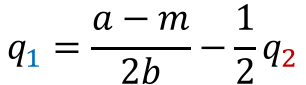 q₁ = (a − m)/(2b) − (1/2) q₂